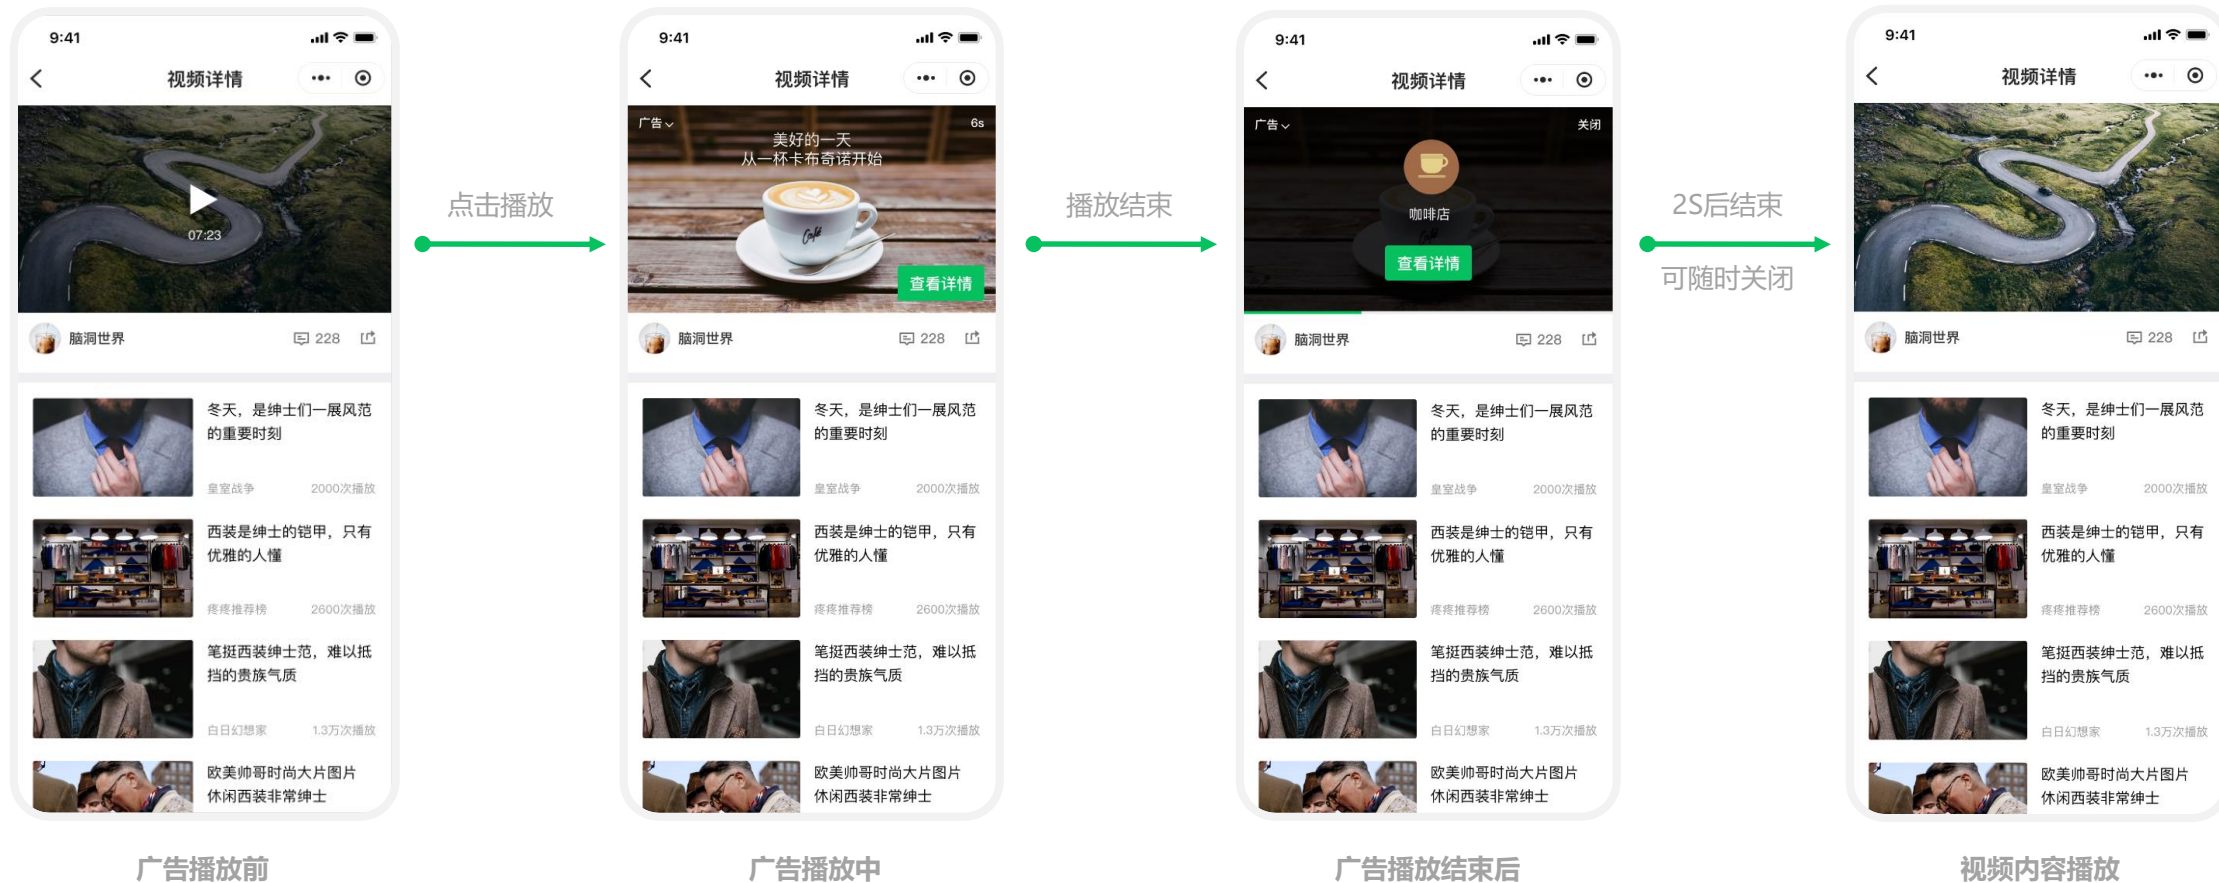 9:41
视频详情
07:23
脑洞世界
228
冬天，是绅士们一展风范
的重要时刻
皇室战争
2000次播放
西装是绅士的铠甲，只有
优雅的人懂
疼疼推荐榜
2600次播放
笔挺西装绅士范，难以抵
挡的贵族气质
白日幻想家
1.3万次播放
欧美帅哥时尚大片图片
休闲西装非常绅士
广告播放前
点击播放
9:41
视频详情
广告
6s
美好的一天
从一杯卡布奇诺开始
Café
查看详情
脑洞世界
228
冬天，是绅士们一展风范
的重要时刻
皇室战争
2000次播放
西装是绅士的铠甲，只有
优雅的人懂
疼疼推荐榜
2600次播放
笔挺西装绅士范，难以抵
挡的贵族气质
白日幻想家
1.3万次播放
欧美帅哥时尚大片图片
休闲西装非常绅士
广告播放中
播放结束
9:41
视频详情
广告
关闭
咖啡店
查看详情
脑洞世界
228
冬天，是绅士们一展风范
的重要时刻
皇室战争
2000次播放
西装是绅士的铠甲，只有
优雅的人懂
疼疼推荐榜
2600次播放
笔挺西装绅士范，难以抵
挡的贵族气质
白日幻想家
1.3万次播放
欧美帅哥时尚大片图片
休闲西装非常绅士
广告播放结束后
2S后结束
可随时关闭
9:41
视频详情
脑洞世界
228
冬天，是绅士们一展风范
的重要时刻
皇室战争
2000次播放
西装是绅士的铠甲，只有
优雅的人懂
疼疼推荐榜
2600次播放
笔挺西装绅士范，难以抵
挡的贵族气质
白日幻想家
1.3万次播放
欧美帅哥时尚大片图片
休闲西装非常绅士
视频内容播放